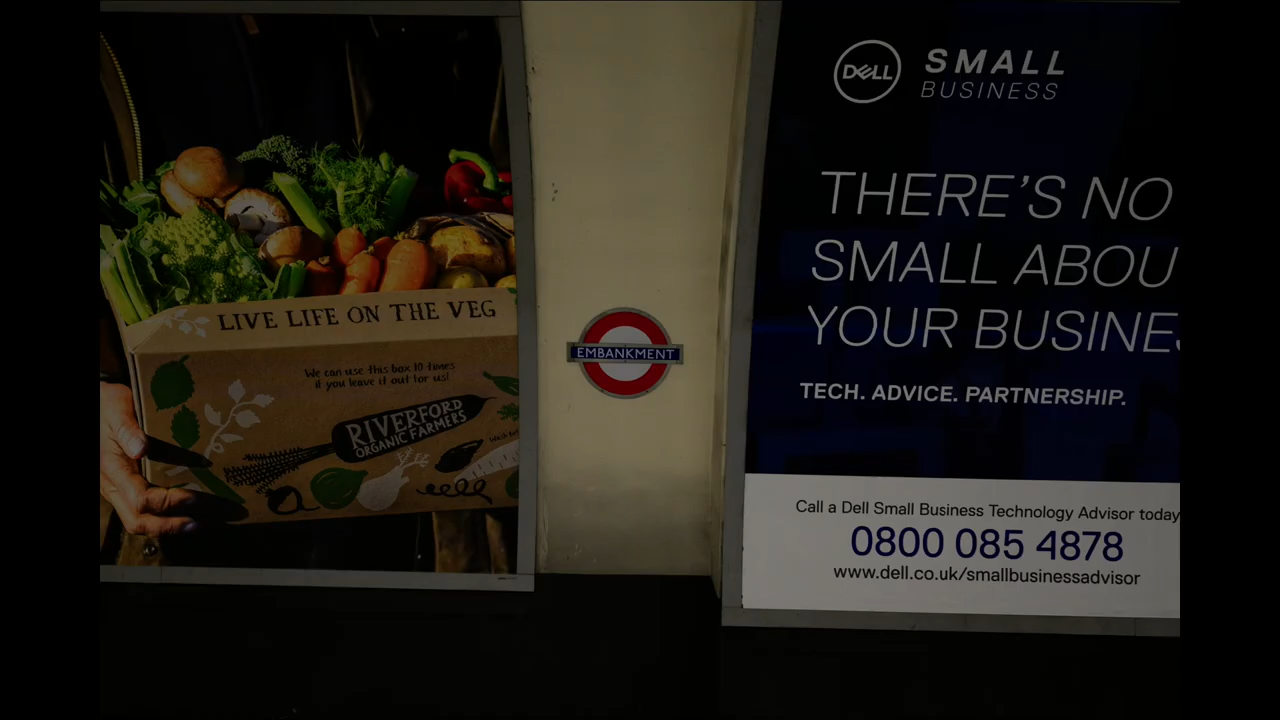 LIVE LIFE ON THE VEG
We can use this box 10 times
if you leave it out for us!
RIVERFORD
ORGANIC FARMERS
EMBANKMENT
DELL
SMALL
BUSINESS
THERE'S NO
SMALL ABOU
YOUR BUSINE
TECH. ADVICE. PARTNERSHIP.
Call a Dell Small Business Technology Advisor today
0800 085 4878
www.dell.co.uk/smallbusinessadvisor